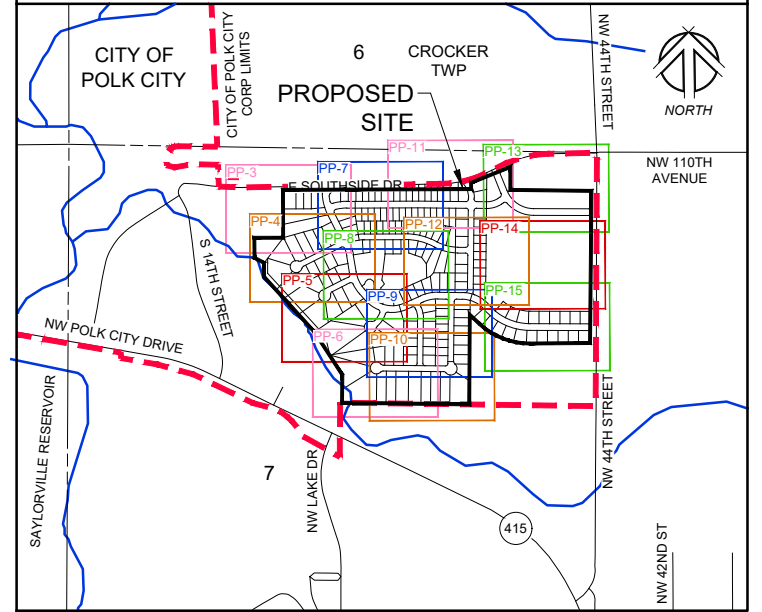 CITY OF
POLK CITY
CITY OF POLK CITY
CORP LIMITS
6
CROCKER
TWP
NW 44TH STREET
NORTH
PROPOSED
SITE
PP-11
PP-13
NW 110TH
AVENUE
PP-3
PP-7
E SOUTHSIDE DR
PP-4
PP-12
PP-14
PP-8
S 14TH STREET
PP-5
PP-9
PP-15
NW POLK CITY DRIVE
PP-6
PP-10
SAYLORVILLE RESERVOIR
7
NW LAKE DR
NW 44TH STREET
415
NW 42ND ST